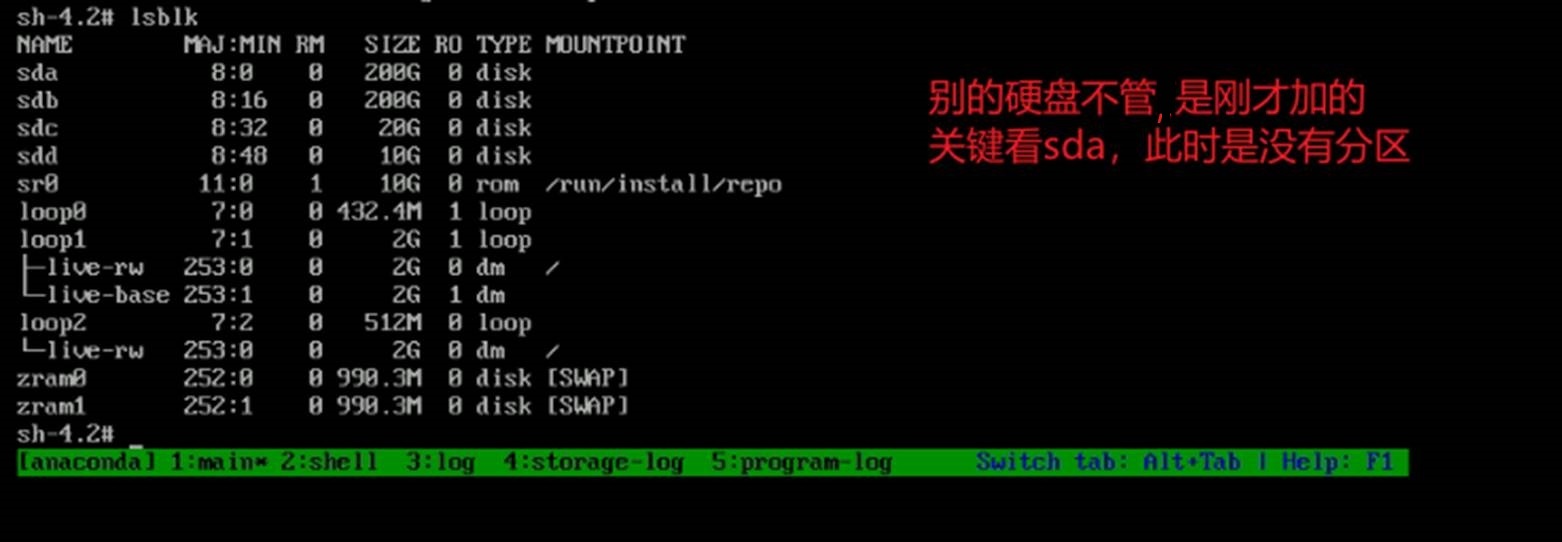 sh-4.2# lsblk
NAME MAJ:MIN RM SIZE RO TYPE MOUNTPOINT
sda 8:0 0 200G 0 disk
sdb 8:16 0 200G 0 disk
sdc 8:32 0 20G 0 disk
sdd 8:48 0 10G 0 disk
sr0 11:0 1 10G 0 rom /run/install/repo
loop0 7:0 0 432.4M 1 loop
loop1 7:1 0 2G 1 loop
├─live-rw 253:0 0 2G 0 dm /
└─live-base 253:1 0 2G 1 dm
loop2 7:2 0 512M 0 loop
└─live-rw 253:0 0 2G 0 dm /
zram0 252:0 0 990.3M 0 disk [SWAP]
zram1 252:1 0 990.3M 0 disk [SWAP]
sh-4.2# _
[anaconda] 1:main* 2:shell 3:log 4:storage-log 5:program-log Switch tab: Alt+Tab | Help: F1
别的硬盘不管,是刚才加的
关键看sda，此时是没有分区